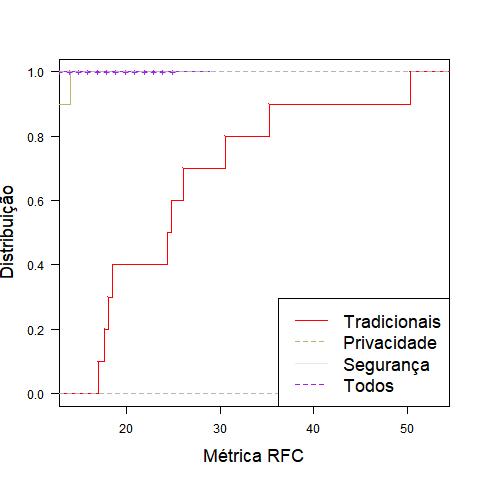 1.0
0.8
0.6
0.4
0.2
0.0
Distribuição
20
30
40
50
Métrica RFC
Tradicionais
Privacidade
Segurança
Todos